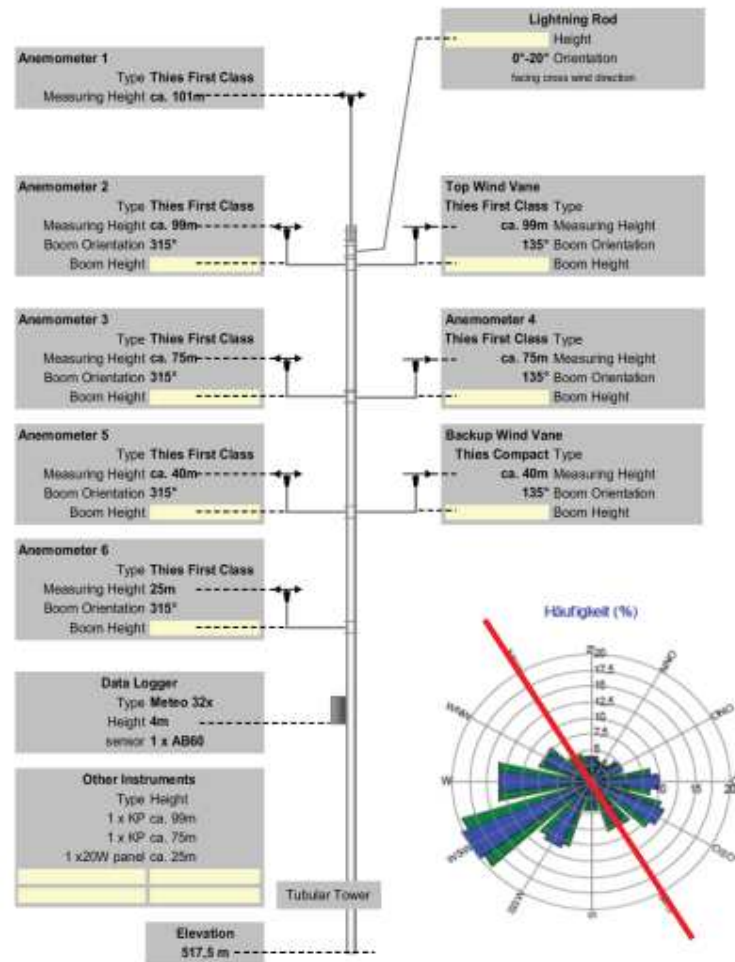 Lightning Rod
Height
0°-20° Orientation
facing cross wind direction
Anemometer 1
Type Thies First Class
Measuring Height ca. 101m
Anemometer 2
Type Thies First Class
Measuring Height ca. 99m
Boom Orientation 315°
Boom Height
Top Wind Vane
Thies First Class Type
ca. 99m Measuring Height
135° Boom Orientation
Boom Height
Anemometer 3
Type Thies First Class
Measuring Height ca. 75m
Boom Orientation 315°
Boom Height
Anemometer 4
Thies First Class Type
ca. 75m Measuring Height
135° Boom Orientation
Boom Height
Anemometer 5
Type Thies First Class
Measuring Height ca. 40m
Boom Orientation 315°
Boom Height
Backup Wind Vane
Thies Compact Type
ca. 40m Measuring Height
135° Boom Orientation
Boom Height
Anemometer 6
Type Thies First Class
Measuring Height 25m
Boom Orientation 315°
Boom Height
Data Logger
Type Meteo 32x
Height 4m
sensor 1 x AB60
Other Instruments
Type Height
1 x KP ca. 99m
1 x KP ca. 75m
1 x20W panel ca. 25m
Tubular Tower
Elevation
517,5 m
Häufigkeit (%)
20
17,5
15
12,5
10
7,5
5
W
S
10
15
20